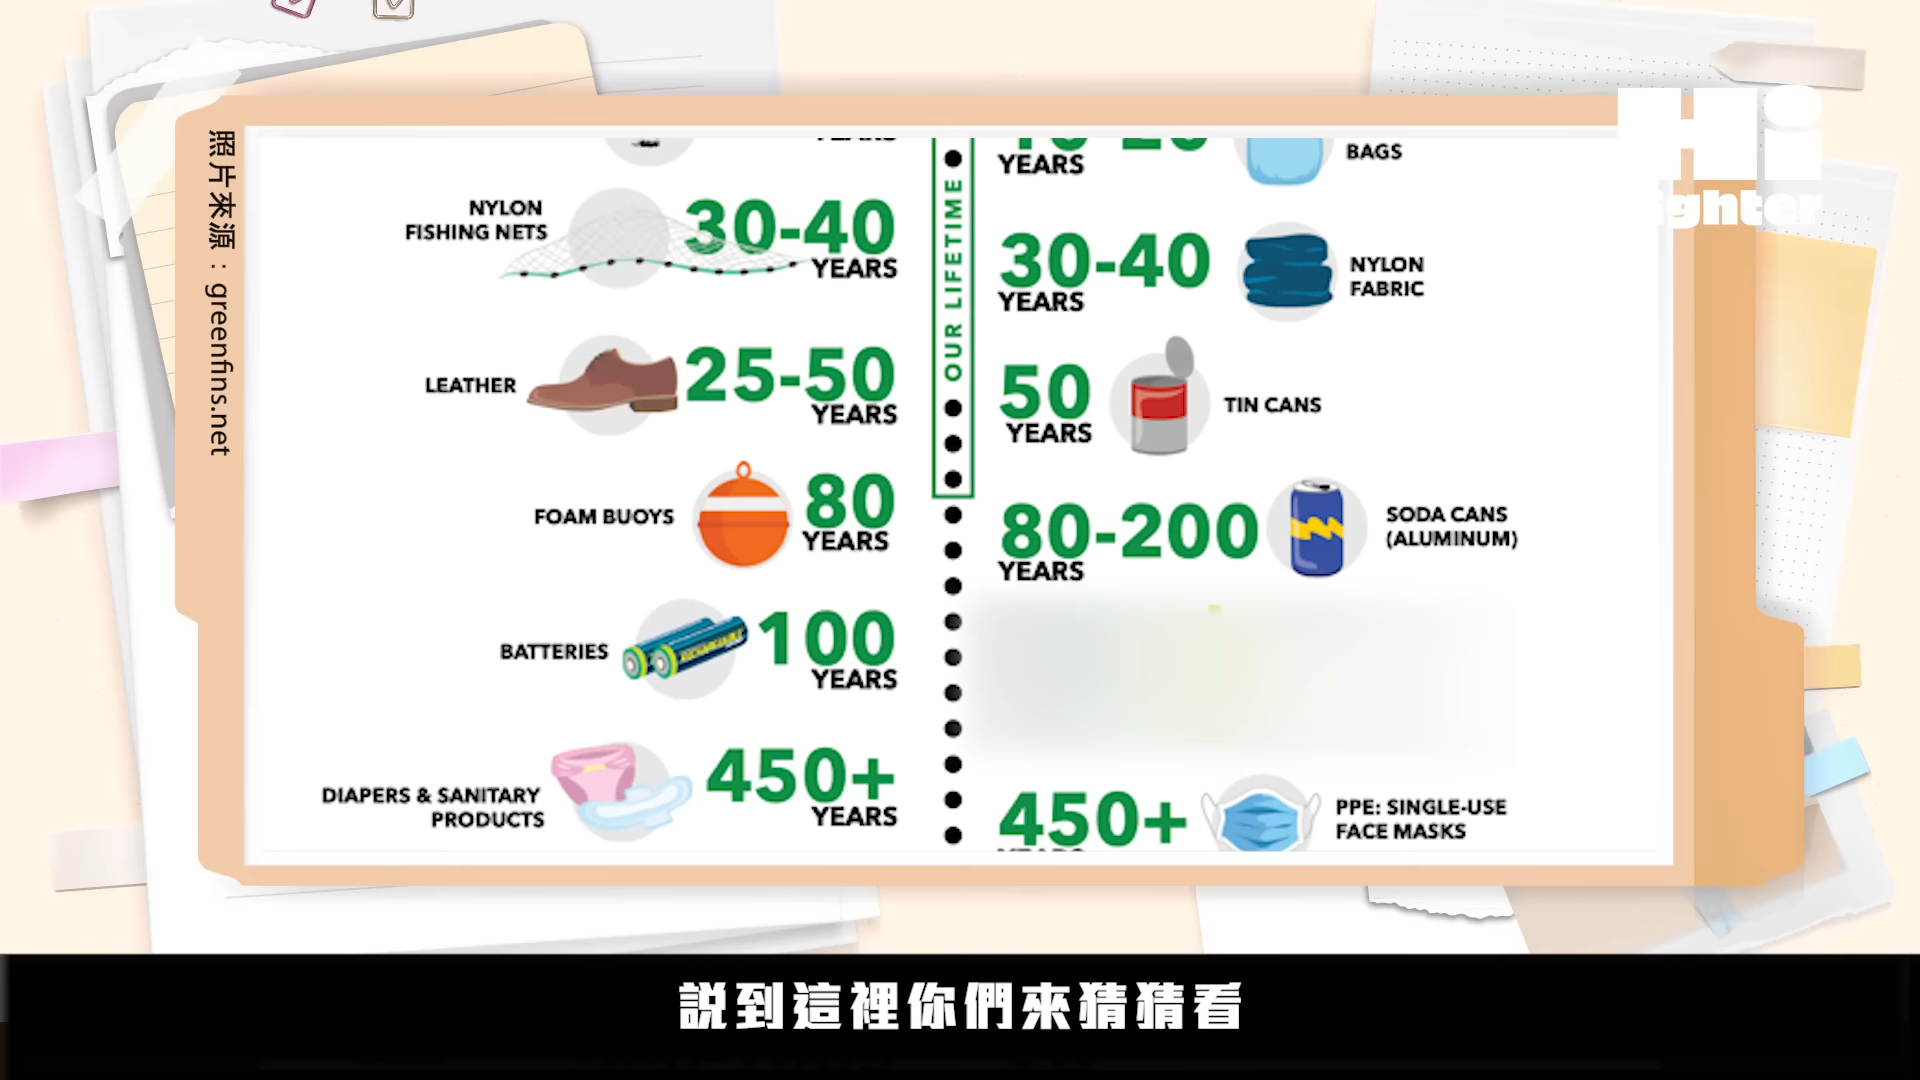 照片來源：greenfins.net
Hi
ighter
YEARS
NYLON
FISHING NETS
30-40
YEARS
LEATHER
25-50
YEARS
FOAM BUOYS
80
YEARS
BATTERIES
100
YEARS
DIAPERS & SANITARY
PRODUCTS
450+
YEARS
OUR LIFETIME
YEARS
BAGS
30-40
YEARS
NYLON
FABRIC
50
YEARS
TIN CANS
80-200
YEARS
SODA CANS
(ALUMINUM)
450+
PPE: SINGLE-USE
FACE MASKS
說到這裡你們來猜猜看